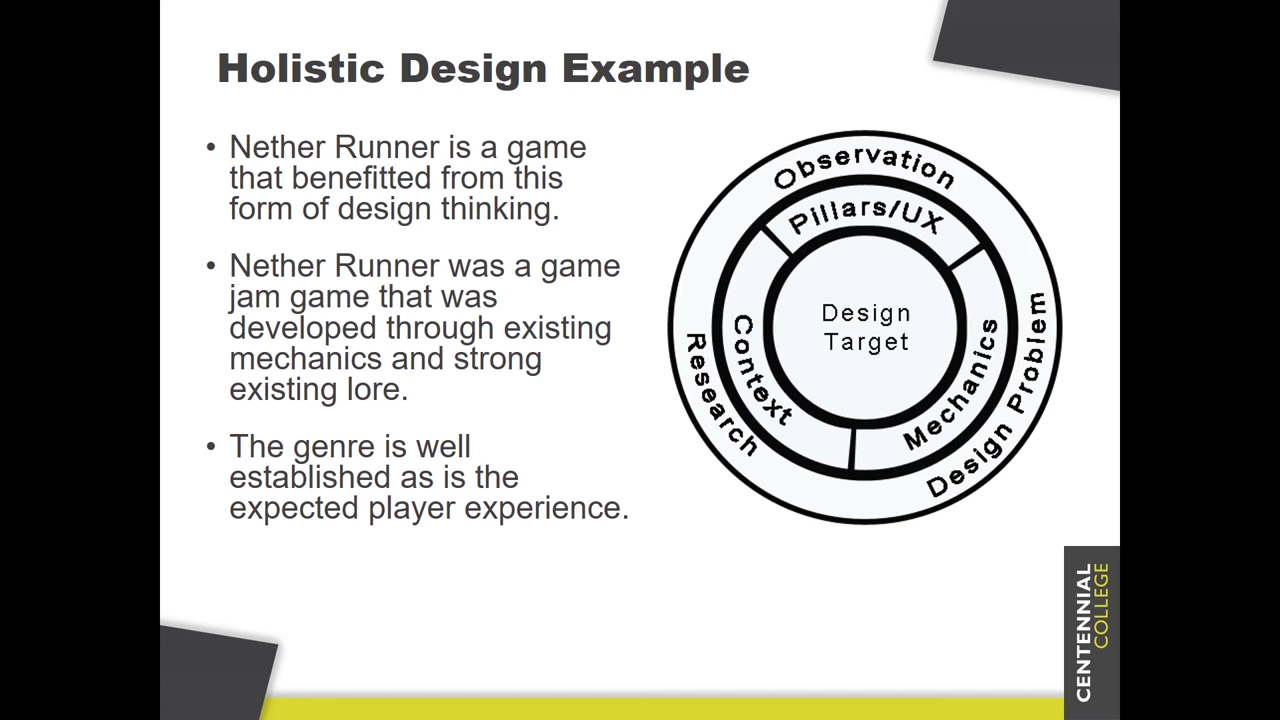 Holistic Design Example
• Nether Runner is a game
that benefitted from this
form of design thinking.
• Nether Runner was a game
jam game that was
developed through existing
mechanics and strong
existing lore.
• The genre is well
established as is the
expected player experience.
Observation
Pillars/UX
Design
Target
Context
Research
Mechanics
Design Problem
CENTENNIAL
COLLEGE